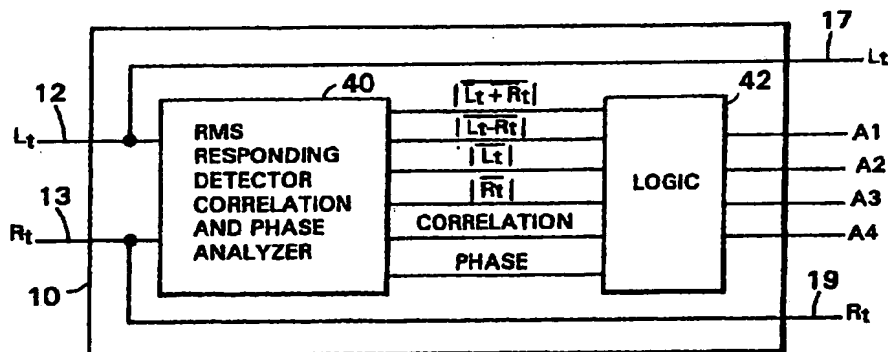 17
Lt
12
40
|Lt + Rt|
42
Lt
RMS
RESPONDING
DETECTOR
CORRELATION
AND PHASE
ANALYZER
|Lt-Rt|
|Lt|
|Rt|
CORRELATION
PHASE
LOGIC
A1
A2
A3
A4
13
Rt
10
19
Rt